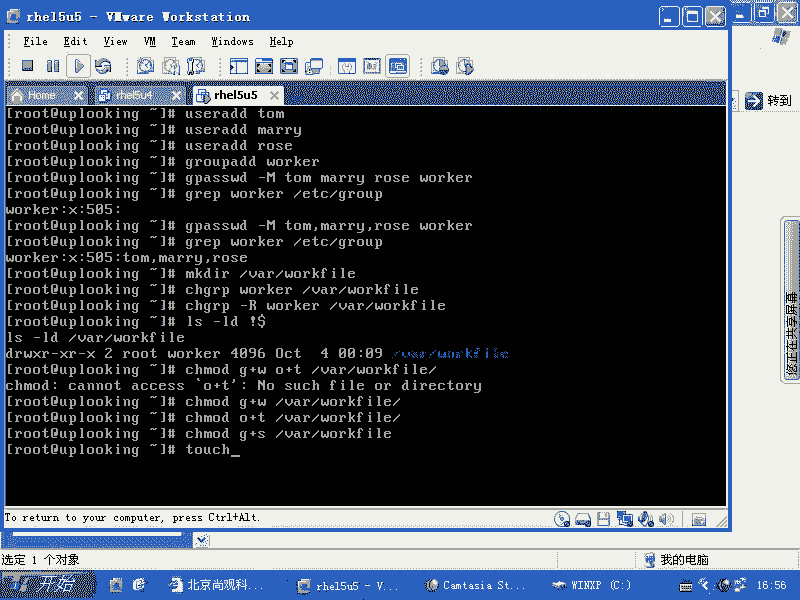 rhel5u5 - VMware Workstation
File Edit View VM Team Windows Help
Home rhel5u4 rhel5u5
转到
[root@uplooking ~]# useradd tom
[root@uplooking ~]# useradd marry
[root@uplooking ~]# useradd rose
[root@uplooking ~]# groupadd worker
[root@uplooking ~]# gpasswd -M tom marry rose worker
[root@uplooking ~]# grep worker /etc/group
worker:x:505:
[root@uplooking ~]# gpasswd -M tom,marry,rose worker
[root@uplooking ~]# grep worker /etc/group
worker:x:505:tom,marry,rose
[root@uplooking ~]# mkdir /var/workfile
[root@uplooking ~]# chgrp worker /var/workfile
[root@uplooking ~]# chgrp -R worker /var/workfile
[root@uplooking ~]# ls -ld !$
ls -ld /var/workfile
drwxr-xr-x 2 root worker 4096 Oct  4 00:09 /var/workfile
[root@uplooking ~]# chmod g+w o+t /var/workfile/
chmod: cannot access `o+t': No such file or directory
[root@uplooking ~]# chmod g+w /var/workfile/
[root@uplooking ~]# chmod o+t /var/workfile/
[root@uplooking ~]# chmod g+s /var/workfile
[root@uplooking ~]# touch_
您正在共享屏幕
To return to your computer, press Ctrl+Alt.
选定 1 个对象
我的电脑
开始 北京尚观科... rhel5u5 - V... Camtasia St... WINXP (C:) 16:56